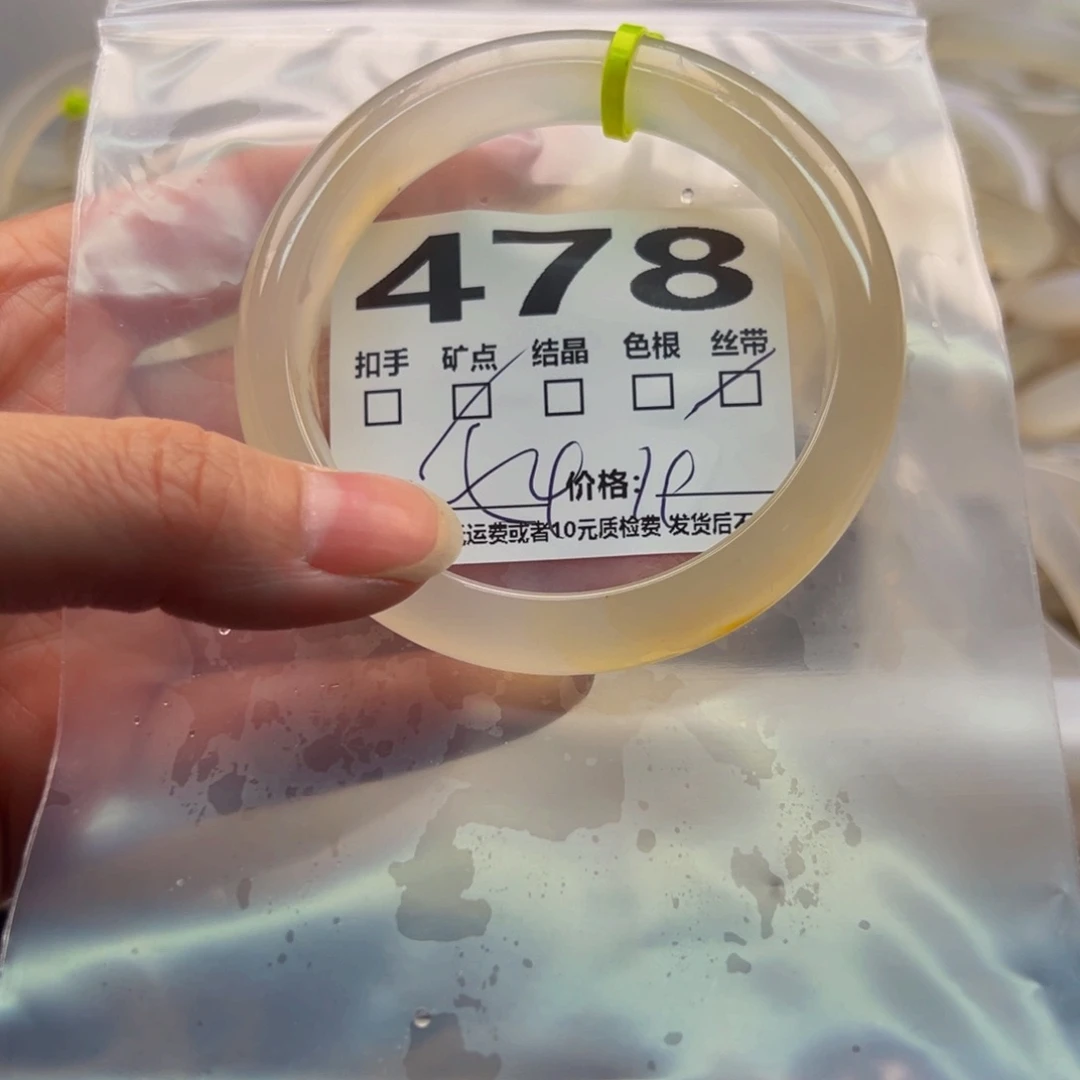 478
扣手 矿点 结晶 色根 丝带
价格:
运费或者10元质检费 发货后不